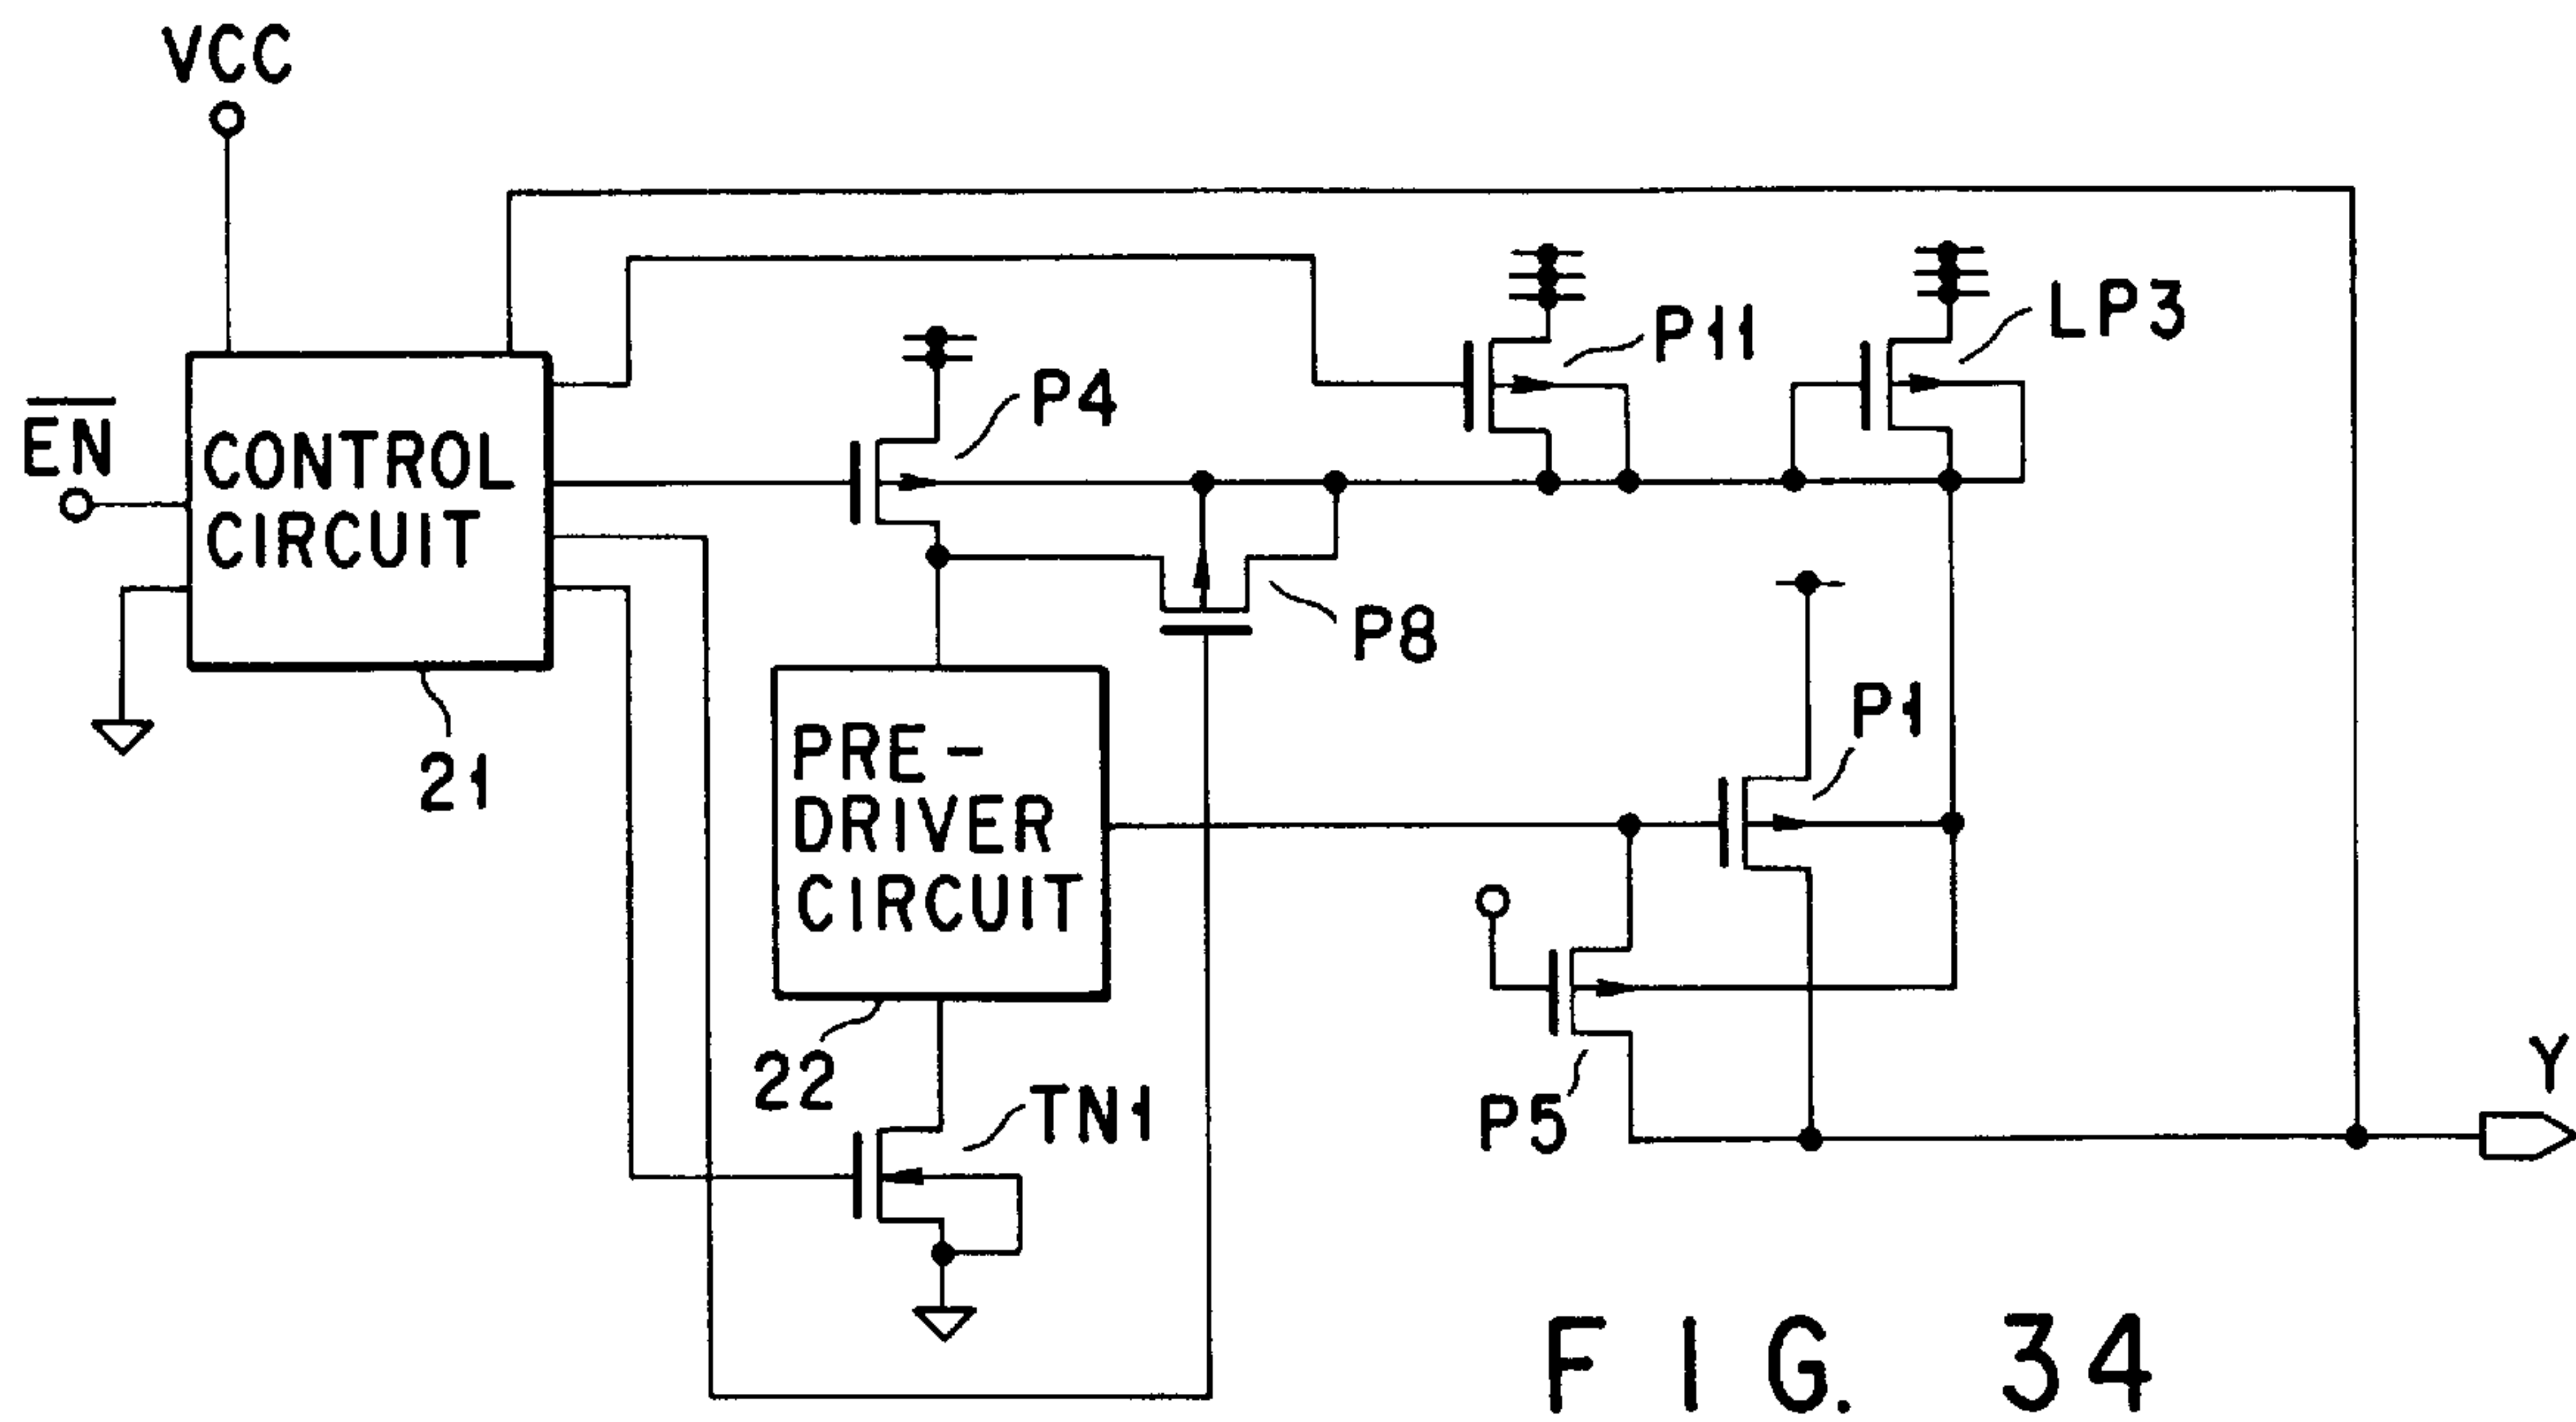 VCC
EN
CONTROL
CIRCUIT
21
P4
P11
LP3
P8
P1
PRE-
DRIVER
CIRCUIT
22
TN1
P5
Y
FIG. 34